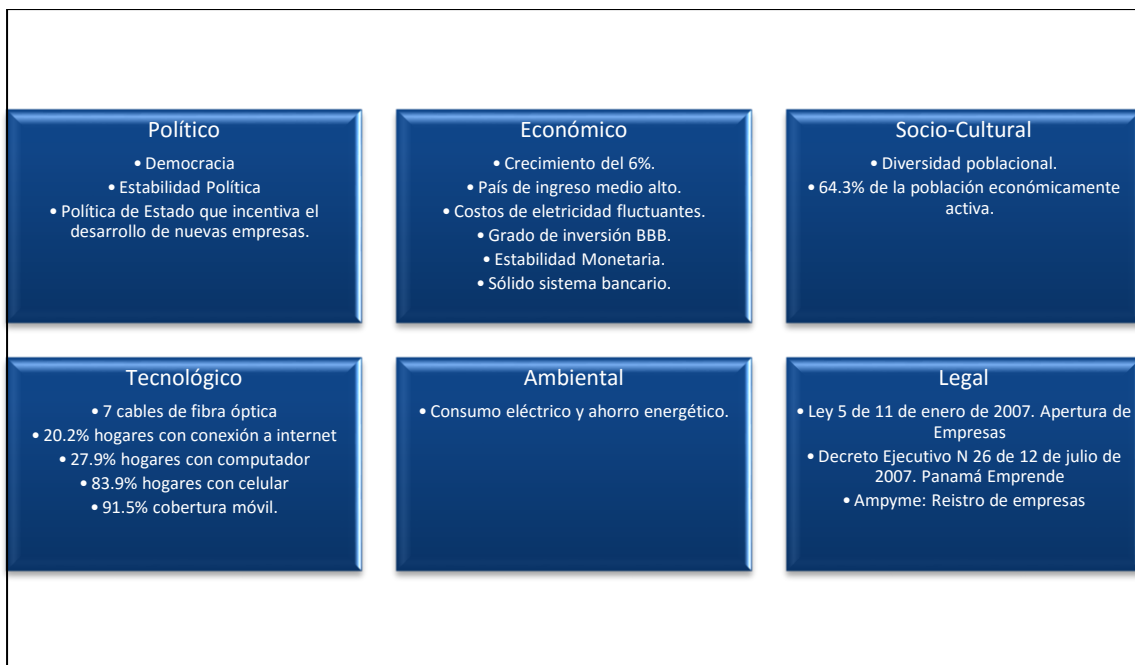 Político
• Democracia
• Estabilidad Política
• Política de Estado que incentiva el
desarrollo de nuevas empresas.
Económico
• Crecimiento del 6%.
• País de ingreso medio alto.
• Costos de eletricidad fluctuantes.
• Grado de inversión BBB.
• Estabilidad Monetaria.
• Sólido sistema bancario.
Socio-Cultural
• Diversidad poblacional.
• 64.3% de la población económicamente
activa.
Tecnológico
• 7 cables de fibra óptica
• 20.2% hogares con conexión a internet
• 27.9% hogares con computador
• 83.9% hogares con celular
• 91.5% cobertura móvil.
Ambiental
• Consumo eléctrico y ahorro energético.
Legal
• Ley 5 de 11 de enero de 2007. Apertura de
Empresas
• Decreto Ejecutivo N 26 de 12 de julio de
2007. Panamá Emprende
• Ampyme: Reistro de empresas